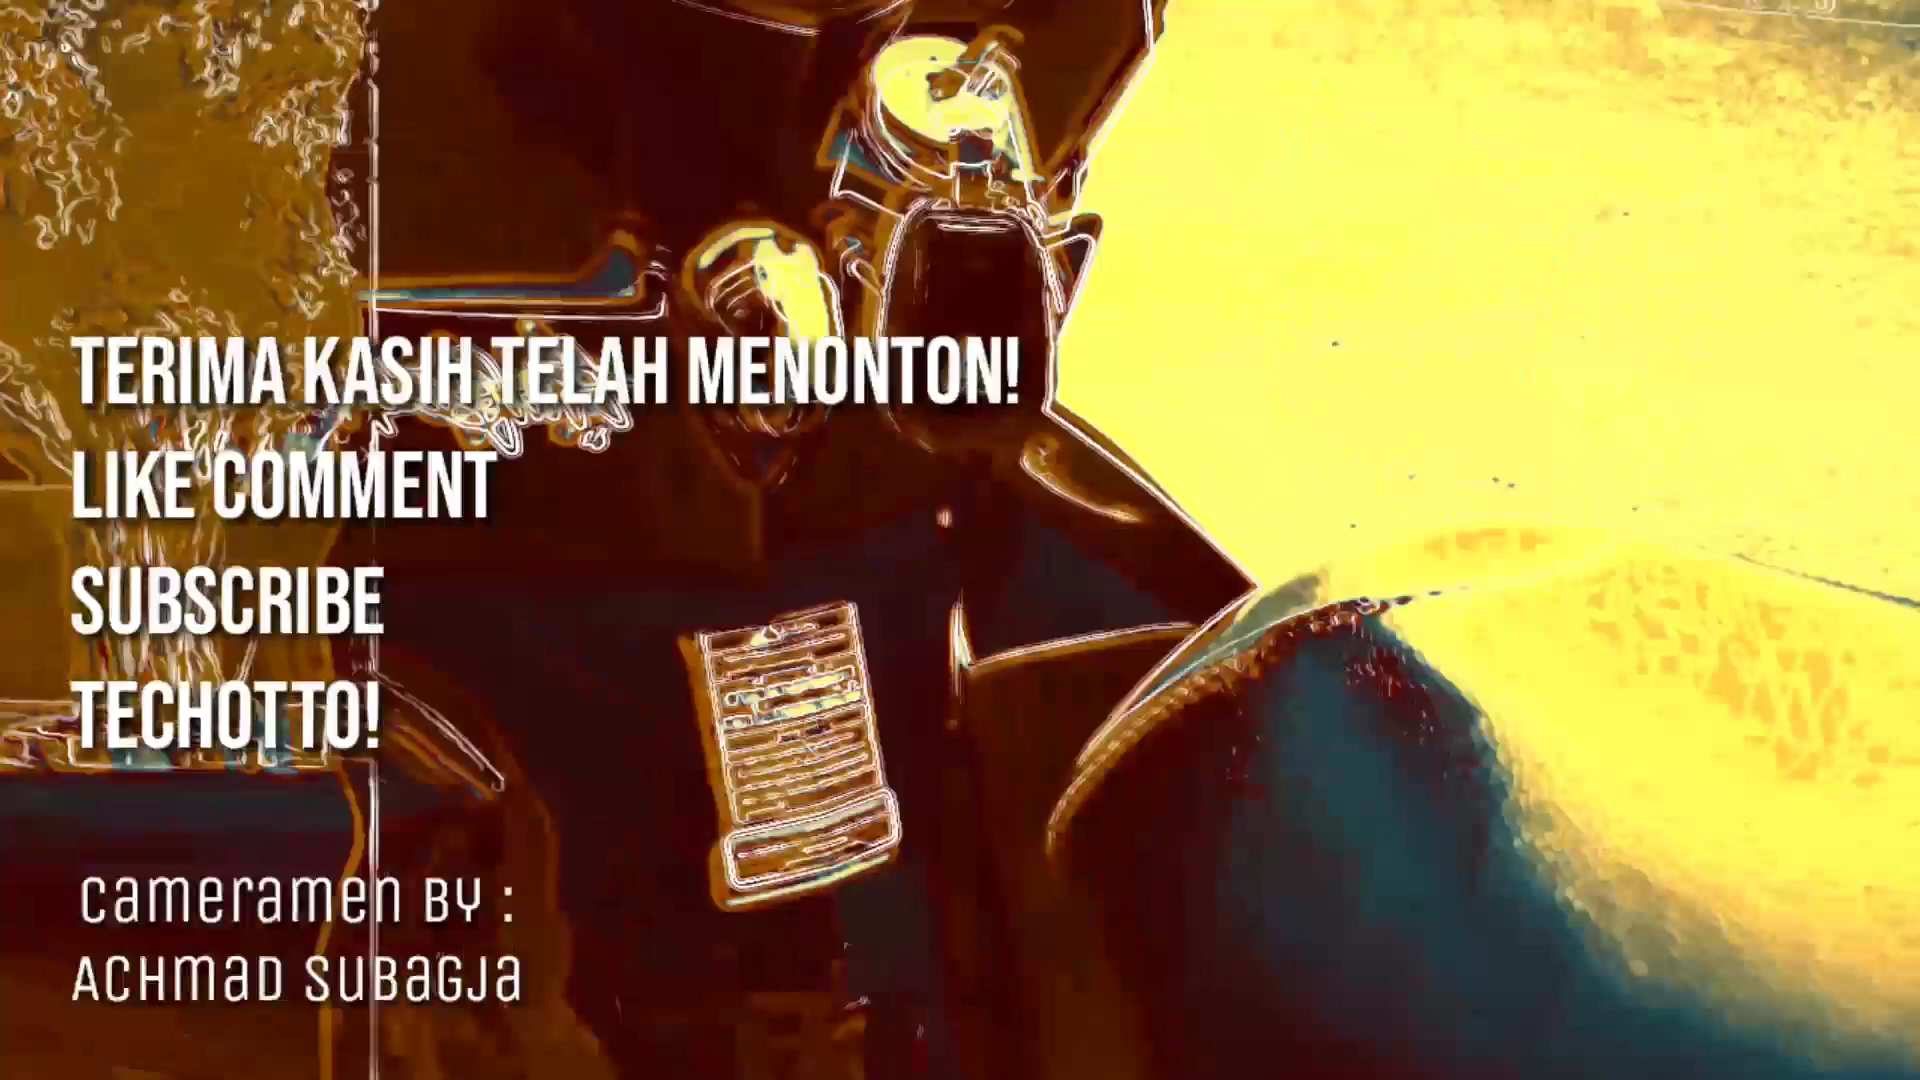 TERIMA KASIH TELAH MENONTON!
LIKE COMMENT
SUBSCRIBE
TECHOTTO!
cameramen BY :
ACHmaD SUBAGJa